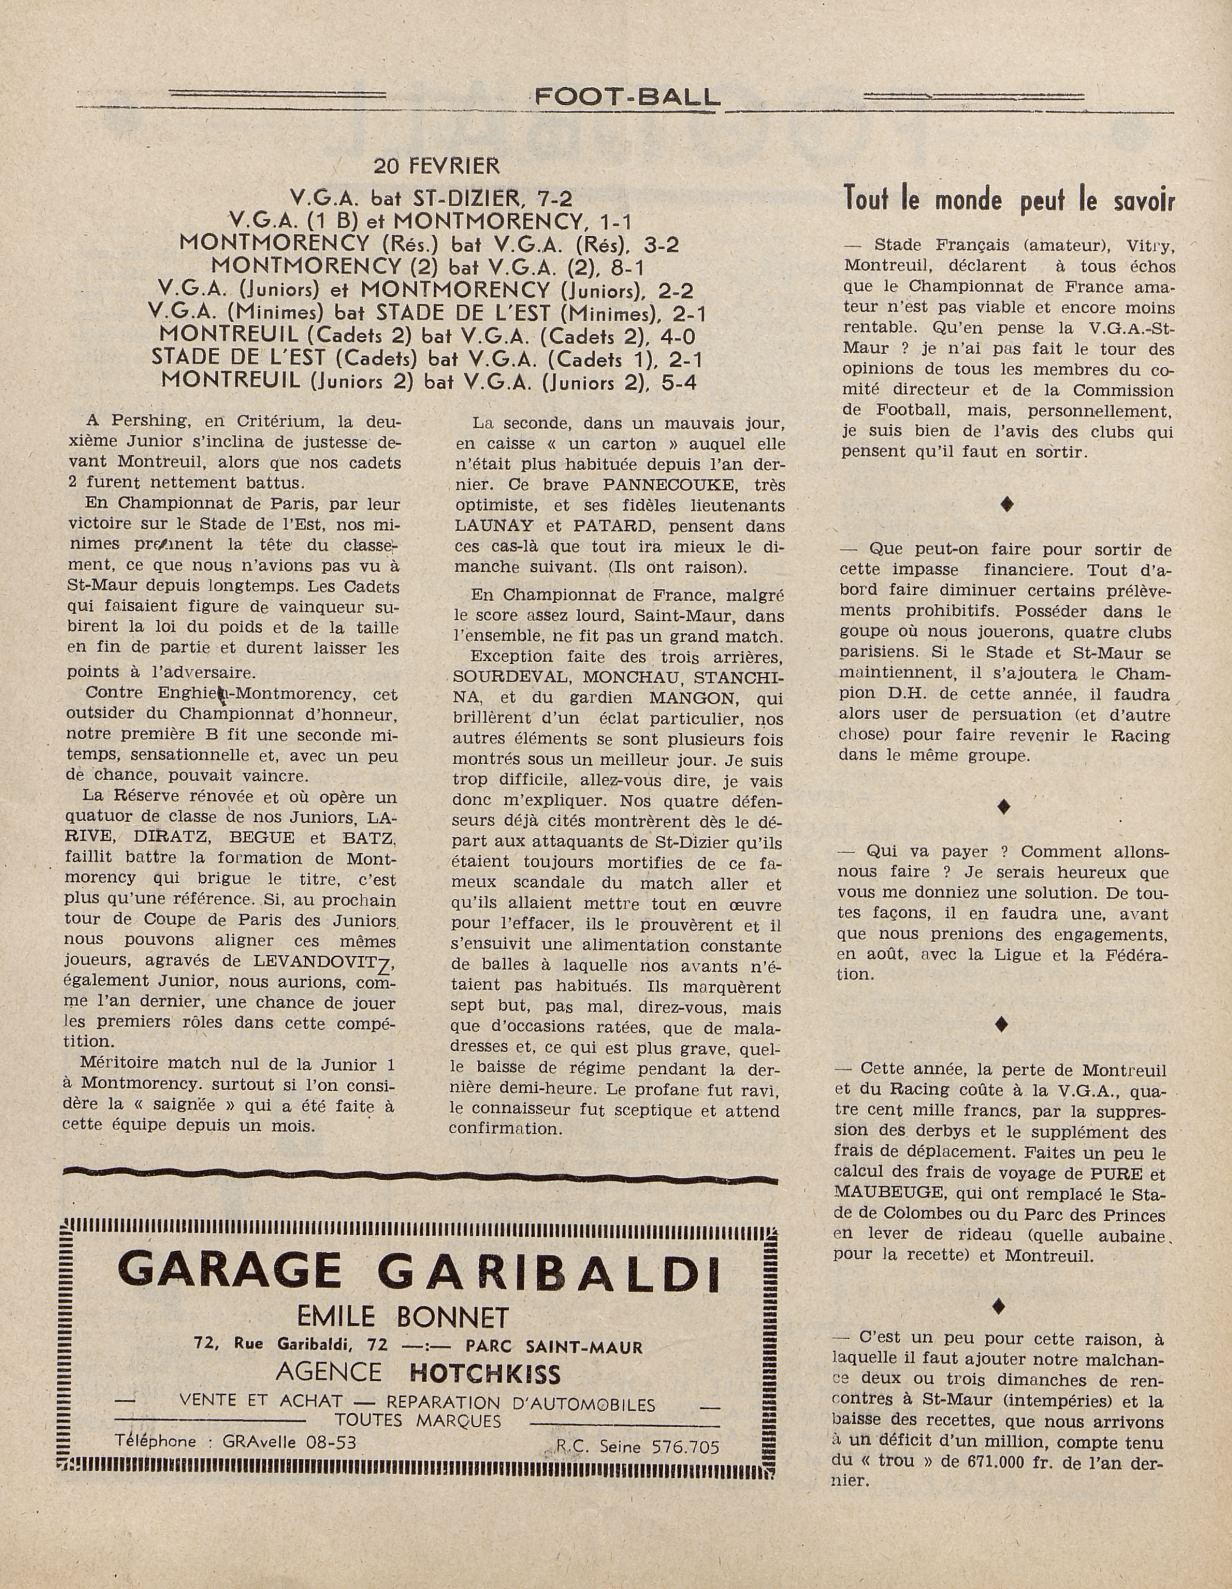 FOOT-BALL
20 FEVRIER
V.G.A. bat ST-DIZIER, 7-2
V.G.A. (1 B) et MONTMORENCY, 1-1
MONTMORENCY (Rés.) bat V.G.A. (Rés), 3-2
MONTMORENCY (2) bat V.G.A. (2), 8-1
V.G.A. (Juniors) et MONTMORENCY (Juniors), 2-2
V.G.A. (Minimes) bat STADE DE L'EST (Minimes), 2-1
MONTREUIL (Cadets 2) bat V.G.A. (Cadets 2), 4-0
STADE DE L'EST (Cadets) bat V.G.A. (Cadets 1), 2-1
MONTREUIL (Juniors 2) bat V.G.A. (Juniors 2), 5-4
A Pershing, en Critérium, la deu-
xième Junior s'inclina de justesse de-
vant Montreuil, alors que nos cadets
2 furent nettement battus.
En Championnat de Paris, par leur
victoire sur le Stade de l'Est, nos mi-
nimes prennent la tête du classe-
ment, ce que nous n'avions pas vu à
St-Maur depuis longtemps. Les Cadets
qui faisaient figure de vainqueur su-
birent la loi du poids et de la taille
en fin de partie et durent laisser les
points à l'adversaire.
Contre Enghien-Montmorency, cet
outsider du Championnat d'honneur,
notre première B fit une seconde mi-
temps, sensationnelle et, avec un peu
de chance, pouvait vaincre.
La Réserve rénovée et où opère un
quatuor de classe de nos Juniors, LA-
RIVE, DIRATZ, BEGUE et BATZ,
faillit battre la formation de Mont-
morency qui brigue le titre, c'est
plus qu'une référence. Si, au prochain
tour de Coupe de Paris des Juniors
nous pouvons aligner ces mêmes
joueurs, agravés de LEVANDOVITZ,
également Junior, nous aurions, com-
me l'an dernier, une chance de jouer
les premiers rôles dans cette compé-
tition.
Méritoire match nul de la Junior 1
à Montmorency. surtout si l'on consi-
dère la « saignée » qui a été faite à
cette équipe depuis un mois.
La seconde, dans un mauvais jour,
en caisse « un carton » auquel elle
n'était plus habituée depuis l'an der-
nier. Ce brave PANNECOUKE, très
optimiste, et ses fidèles lieutenants
LAUNAY et PATARD, pensent dans
ces cas-là que tout ira mieux le di-
manche suivant. (Ils ont raison).
En Championnat de France, malgré
le score assez lourd, Saint-Maur, dans
l'ensemble, ne fit pas un grand match.
Exception faite des trois arrières,
SOURDEVAL, MONCHAU, STANCHI-
NA, et du gardien MANGON, qui
brillèrent d'un éclat particulier, nos
autres éléments se sont plusieurs fois
montrés sous un meilleur jour. Je suis
trop difficile, allez-vous dire, je vais
donc m'expliquer. Nos quatre défen-
seurs déjà cités montrèrent dès le dé-
part aux attaquants de St-Dizier qu'ils
étaient toujours mortifies de ce fa-
meux scandale du match aller et
qu'ils allaient mettre tout en œuvre
pour l'effacer, ils le prouvèrent et il
s'ensuivit une alimentation constante
de balles à laquelle nos avants n'é-
taient pas habitués. Ils marquèrent
sept but, pas mal, direz-vous, mais
que d'occasions ratées, que de mala-
dresses et, ce qui est plus grave, quel-
le baisse de régime pendant la der-
nière demi-heure. Le profane fut ravi,
le connaisseur fut sceptique et attend
confirmation.
GARAGE GARIBALDI
EMILE BONNET
72, Rue Garibaldi, 72 —:— PARC SAINT-MAUR
AGENCE HOTCHKISS
— VENTE ET ACHAT — REPARATION D'AUTOMOBILES —
TOUTES MARQUES
Téléphone : GRAvelle 08-53 R.C. Seine 576.705
Tout le monde peut le savoir
— Stade Français (amateur), Vitry,
Montreuil, déclarent à tous échos
que le Championnat de France ama-
teur n'est pas viable et encore moins
rentable. Qu'en pense la V.G.A.-St-
Maur ? je n'ai pas fait le tour des
opinions de tous les membres du co-
mité directeur et de la Commission
de Football, mais, personnellement,
je suis bien de l'avis des clubs qui
pensent qu'il faut en sortir.
♦
— Que peut-on faire pour sortir de
cette impasse financiere. Tout d'a-
bord faire diminuer certains prélève-
ments prohibitifs. Posséder dans le
goupe où nous jouerons, quatre clubs
parisiens. Si le Stade et St-Maur se
maintiennent, il s'ajoutera le Cham-
pion D.H. de cette année, il faudra
alors user de persuation (et d'autre
chose) pour faire revenir le Racing
dans le même groupe.
♦
— Qui va payer ? Comment allons-
nous faire ? Je serais heureux que
vous me donniez une solution. De tou-
tes façons, il en faudra une, avant
que nous prenions des engagements,
en août, avec la Ligue et la Fédéra-
tion.
♦
— Cette année, la perte de Montreuil
et du Racing coûte à la V.G.A., qua-
tre cent mille francs, par la suppres-
sion des derbys et le supplément des
frais de déplacement. Faites un peu le
calcul des frais de voyage de PURE et
MAUBEUGE, qui ont remplacé le Sta-
de de Colombes ou du Parc des Princes
en lever de rideau (quelle aubaine
pour la recette) et Montreuil.
♦
— C'est un peu pour cette raison, à
laquelle il faut ajouter notre malchan-
ce deux ou trois dimanches de ren-
contres à St-Maur (intempéries) et la
baisse des recettes, que nous arrivons
à un déficit d'un million, compte tenu
du « trou » de 671.000 fr. de l'an der-
nier.